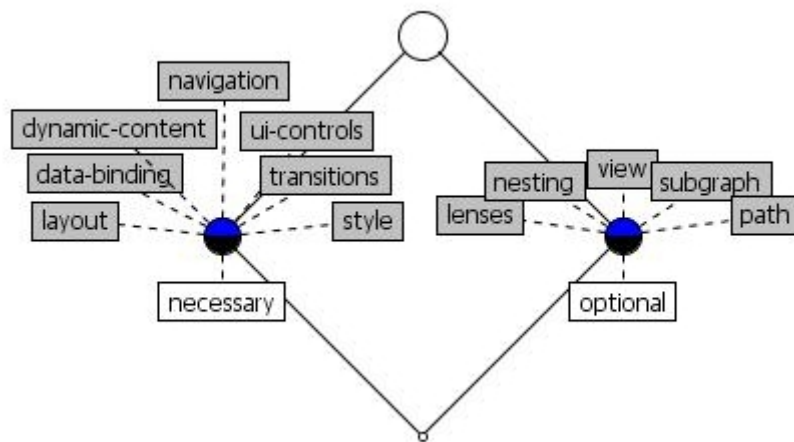 navigation
dynamic-content
ui-controls
data-binding
transitions
layout
style
necessary
view
nesting
subgraph
lenses
path
optional